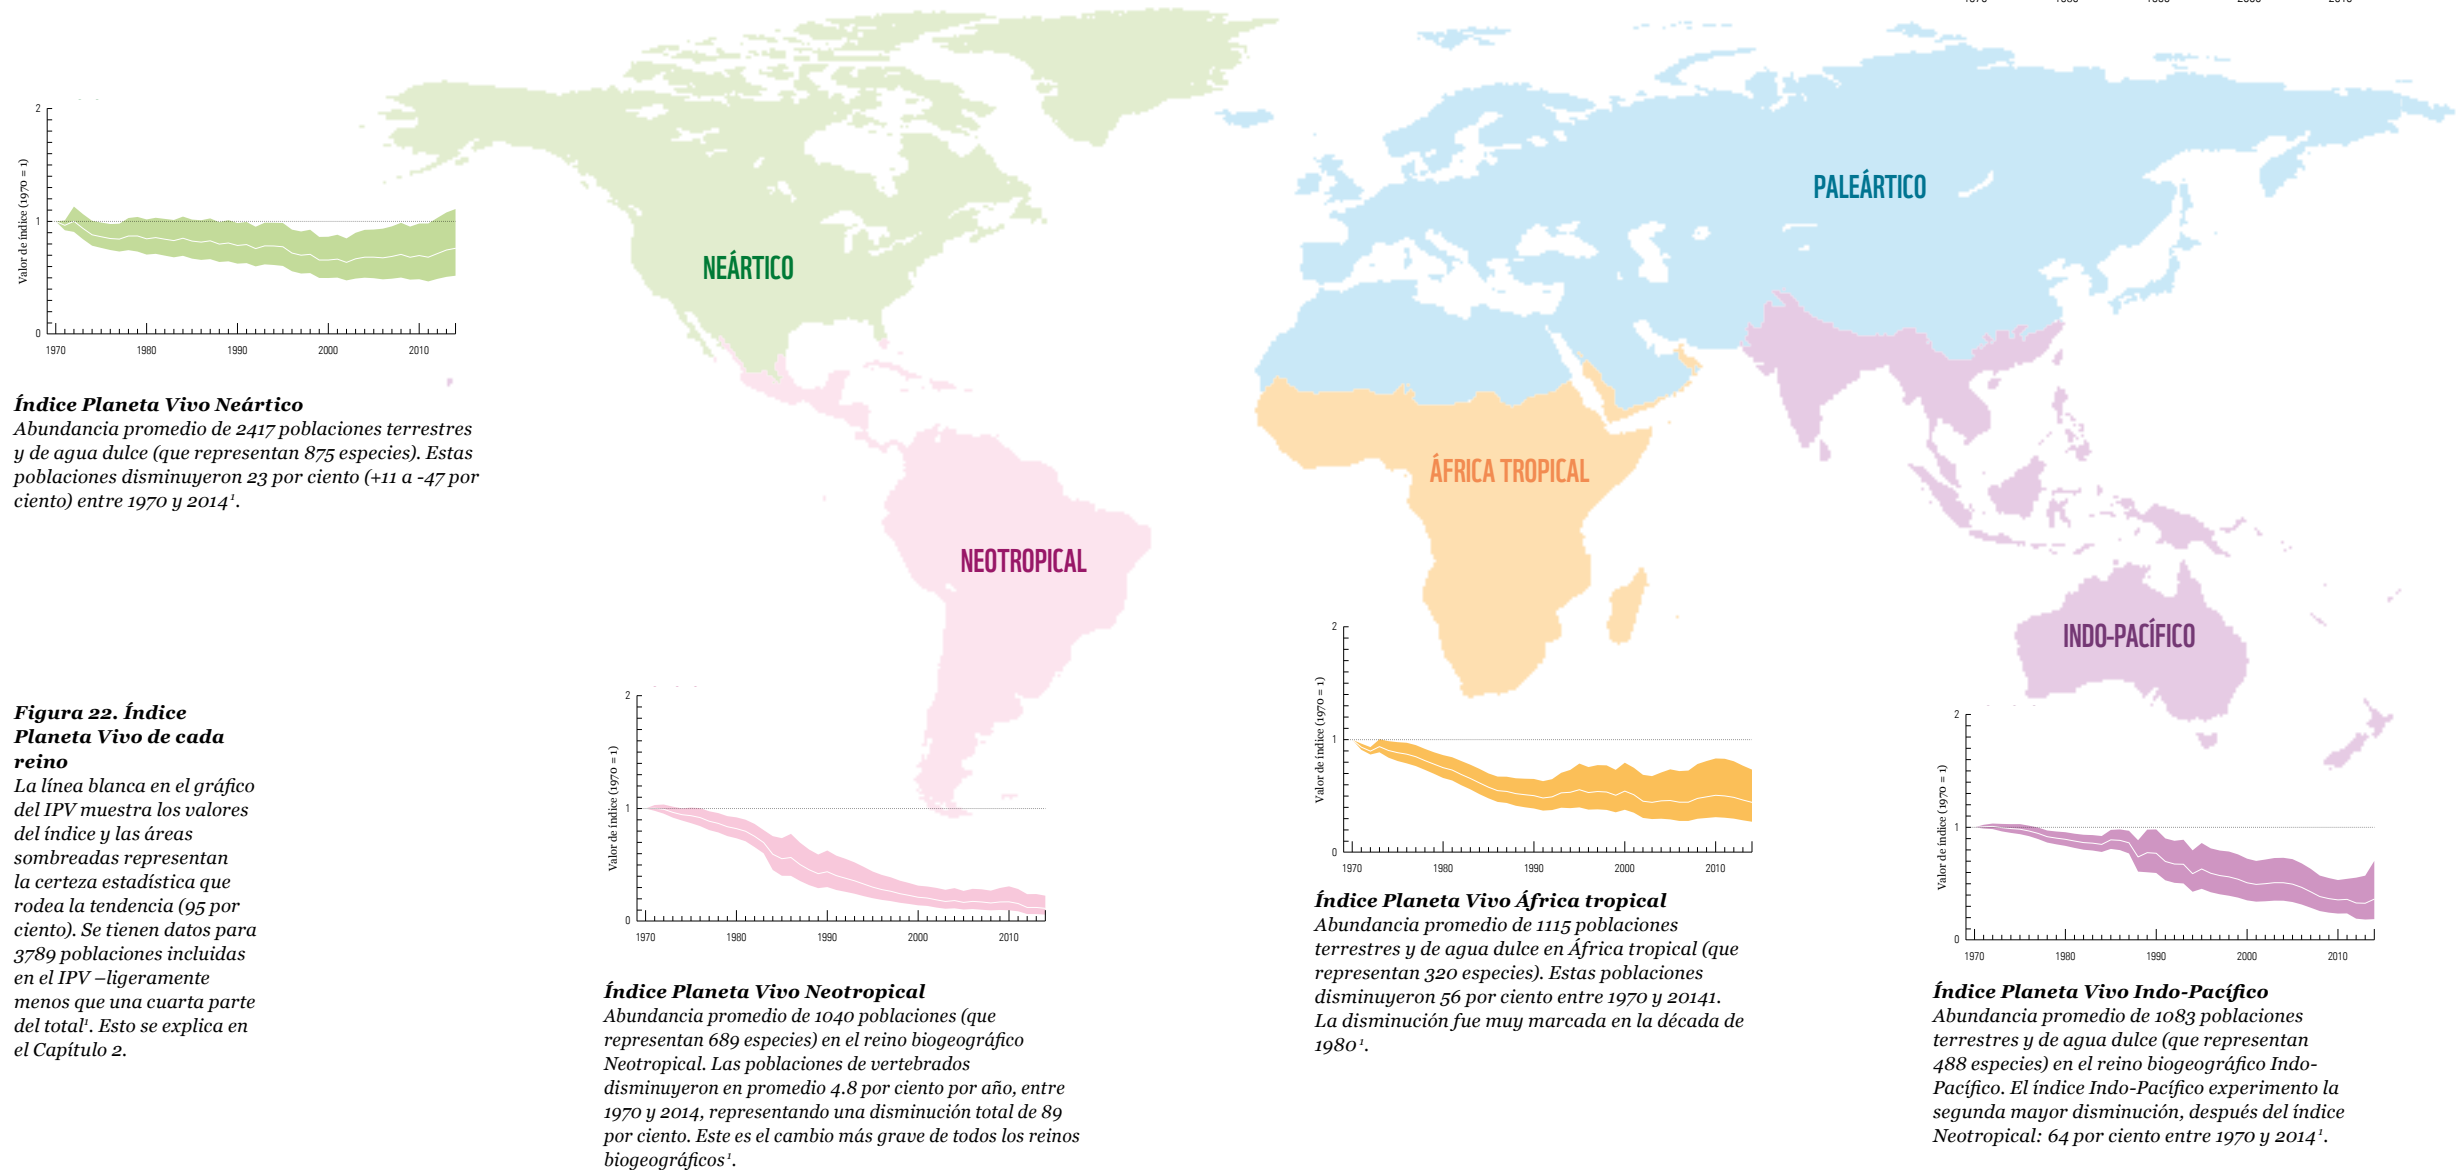 1970 1980 1990 2000 2010
PALEÁRTICO
NEÁRTICO
ÁFRICA TROPICAL
NEOTROPICAL
INDO-PACÍFICO
2
1
0
Valor de índice (1970 = 1)
1970 1980 1990 2000 2010
Índice Planeta Vivo Neártico
Abundancia promedio de 2417 poblaciones terrestres
y de agua dulce (que representan 875 especies). Estas
poblaciones disminuyeron 23 por ciento (+11 a -47 por
ciento) entre 1970 y 2014¹.
Figura 22. Índice
Planeta Vivo de cada
reino
La línea blanca en el gráfico
del IPV muestra los valores
del índice y las áreas
sombreadas representan
la certeza estadística que
rodea la tendencia (95 por
ciento). Se tienen datos para
3789 poblaciones incluidas
en el IPV –ligeramente
menos que una cuarta parte
del total¹. Esto se explica en
el Capítulo 2.
2
1
0
Valor de índice (1970 = 1)
1970 1980 1990 2000 2010
Índice Planeta Vivo Neotropical
Abundancia promedio de 1040 poblaciones (que
representan 689 especies) en el reino biogeográfico
Neotropical. Las poblaciones de vertebrados
disminuyeron en promedio 4.8 por ciento por año, entre
1970 y 2014, representando una disminución total de 89
por ciento. Este es el cambio más grave de todos los reinos
biogeográficos¹.
2
1
0
Valor de índice (1970 = 1)
1970 1980 1990 2000 2010
Índice Planeta Vivo África tropical
Abundancia promedio de 1115 poblaciones
terrestres y de agua dulce en África tropical (que
representan 320 especies). Estas poblaciones
disminuyeron 56 por ciento entre 1970 y 20141.
La disminución fue muy marcada en la década de
1980¹.
2
1
0
Valor de índice (1970 = 1)
1970 1980 1990 2000 2010
Índice Planeta Vivo Indo-Pacífico
Abundancia promedio de 1083 poblaciones
terrestres y de agua dulce (que representan
488 especies) en el reino biogeográfico Indo-
Pacífico. El índice Indo-Pacífico experimento la
segunda mayor disminución, después del índice
Neotropical: 64 por ciento entre 1970 y 2014¹.